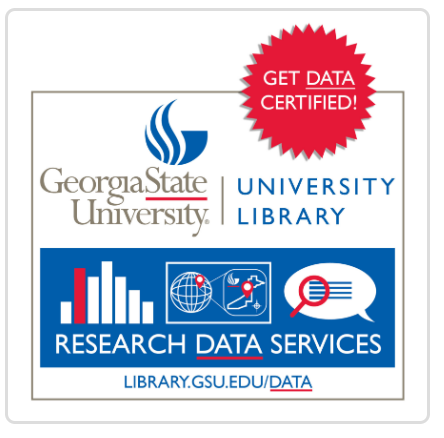 GET DATA
CERTIFIED!
GeorgiaState
University.
UNIVERSITY
LIBRARY
RESEARCH DATA SERVICES
LIBRARY.GSU.EDU/DATA